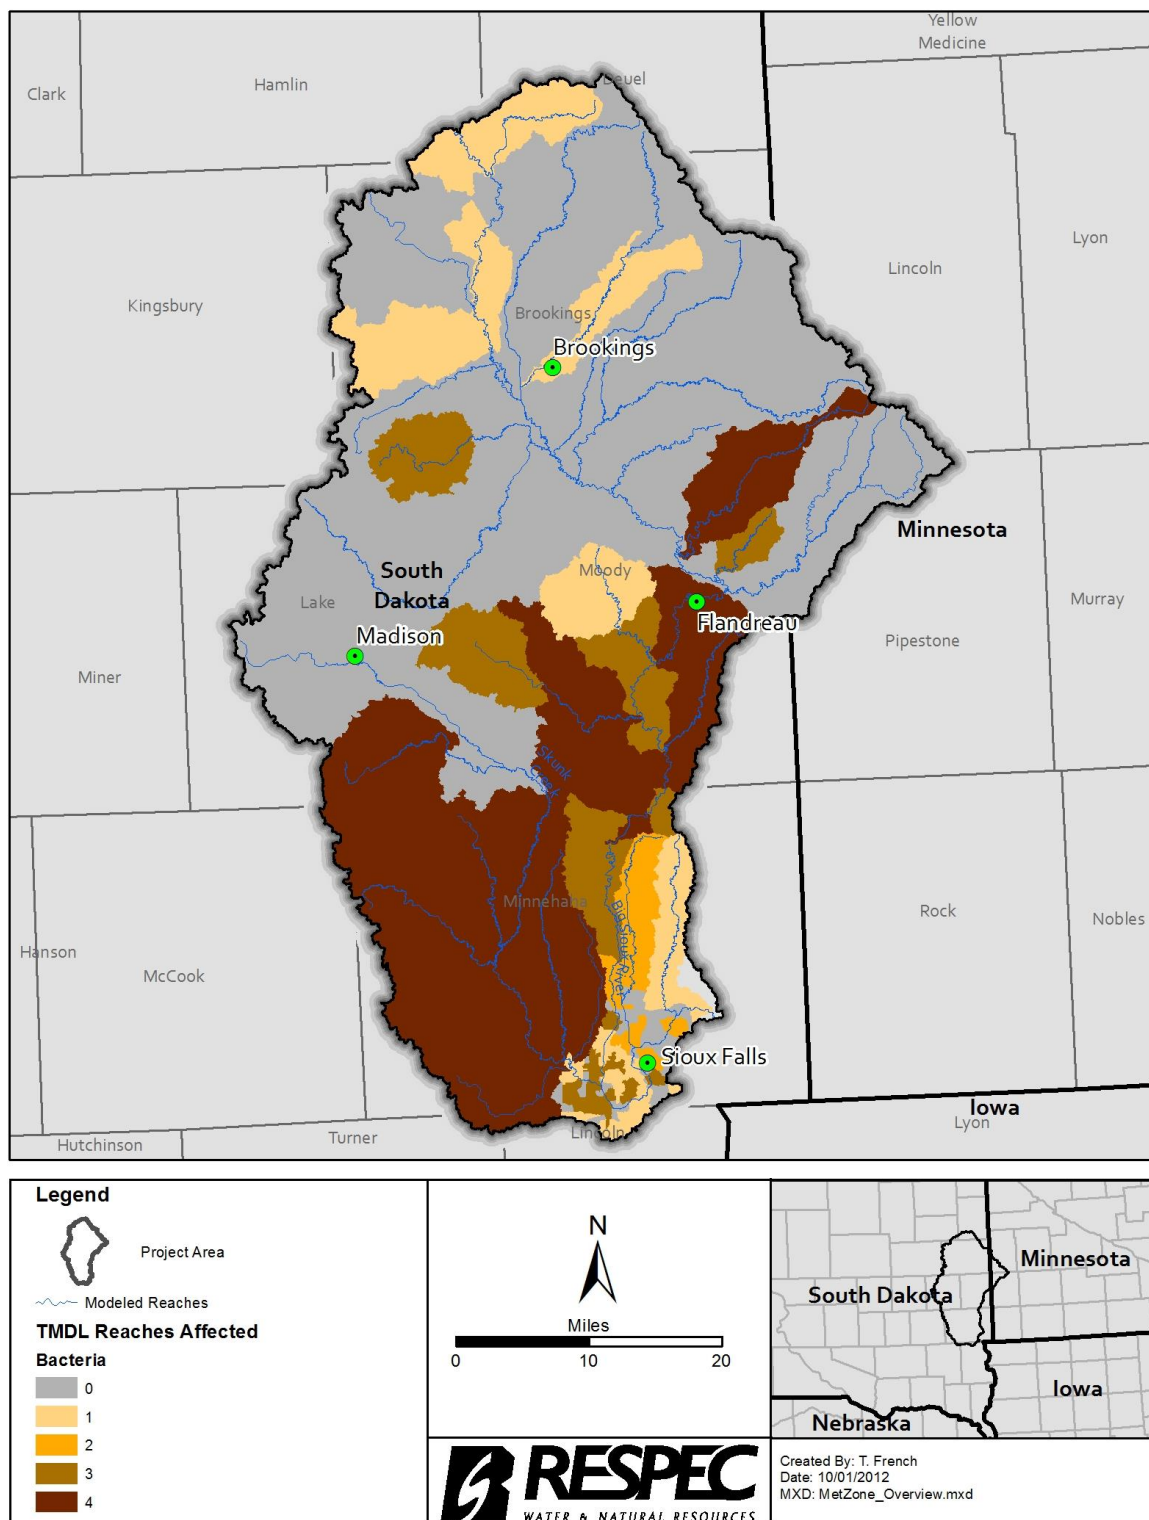 Yellow
Medicine
Deuel
Hamlin
Clark
Lyon
Lincoln
Kingsbury
Brookings
Brookings
Minnesota
South
Dakota
Moody
Lake
Flandreau
Murray
Madison
Pipestone
Miner
Skunk
Creek
Minnehaha
Big Sioux River
Rock
Nobles
Hanson
McCook
Sioux Falls
Iowa
Lyon
Lincoln
Turner
Hutchinson
Legend
Project Area
Modeled Reaches
TMDL Reaches Affected
Bacteria
0
1
2
3
4
N
Miles
0 10 20
RESPEC
WATER & NATURAL RESOURCES
Minnesota
South Dakota
Iowa
Nebraska
Created By: T. French
Date: 10/01/2012
MXD: MetZone_Overview.mxd